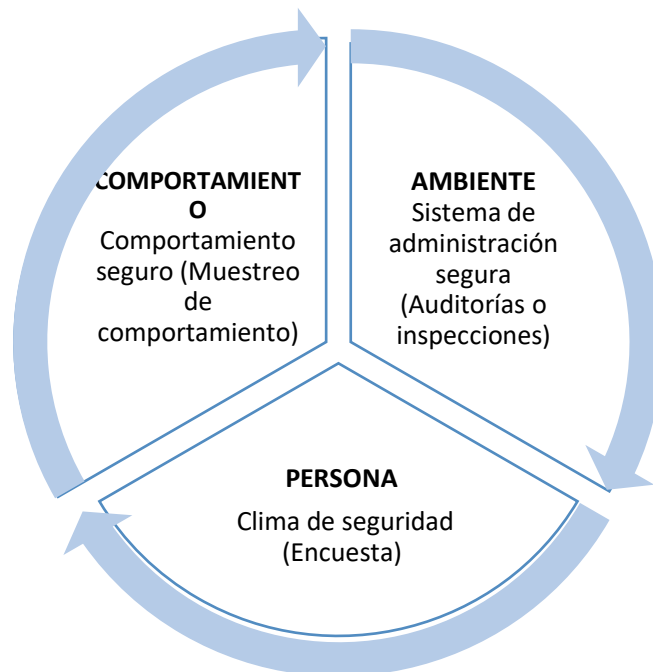 COMPORTAMIENT
O
Comportamiento
seguro (Muestreo
de
comportamiento)
AMBIENTE
Sistema de
administración
segura
(Auditorías o
inspecciones)
PERSONA
Clima de seguridad
(Encuesta)